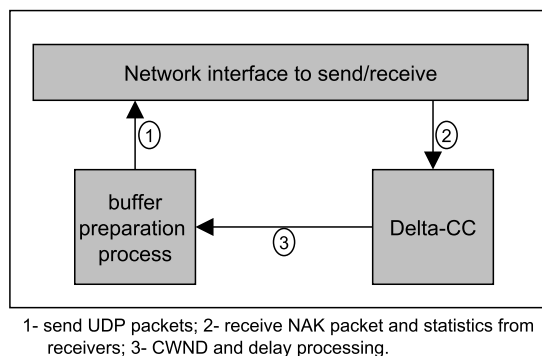 Network interface to send/receive
1
2
buffer
preparation
process
3
Delta-CC
1- send UDP packets; 2- receive NAK packet and statistics from
receivers; 3- CWND and delay processing.